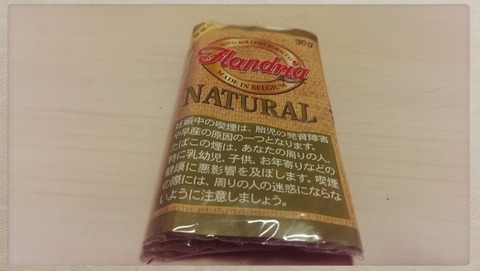 HAND ROLLING TOBACCO
30g
Flandria
MADE IN BELGIUM
NATURAL
妊娠中の喫煙は、胎児の発育障害
や早産の原因の一つとなります。
たばこの煙は、あなたの周りの人、
特に乳幼児、子供、お年寄りなどの
健康に悪影響を及ぼします。喫煙
の際には、周りの人の迷惑にならな
いように注意しましょう。